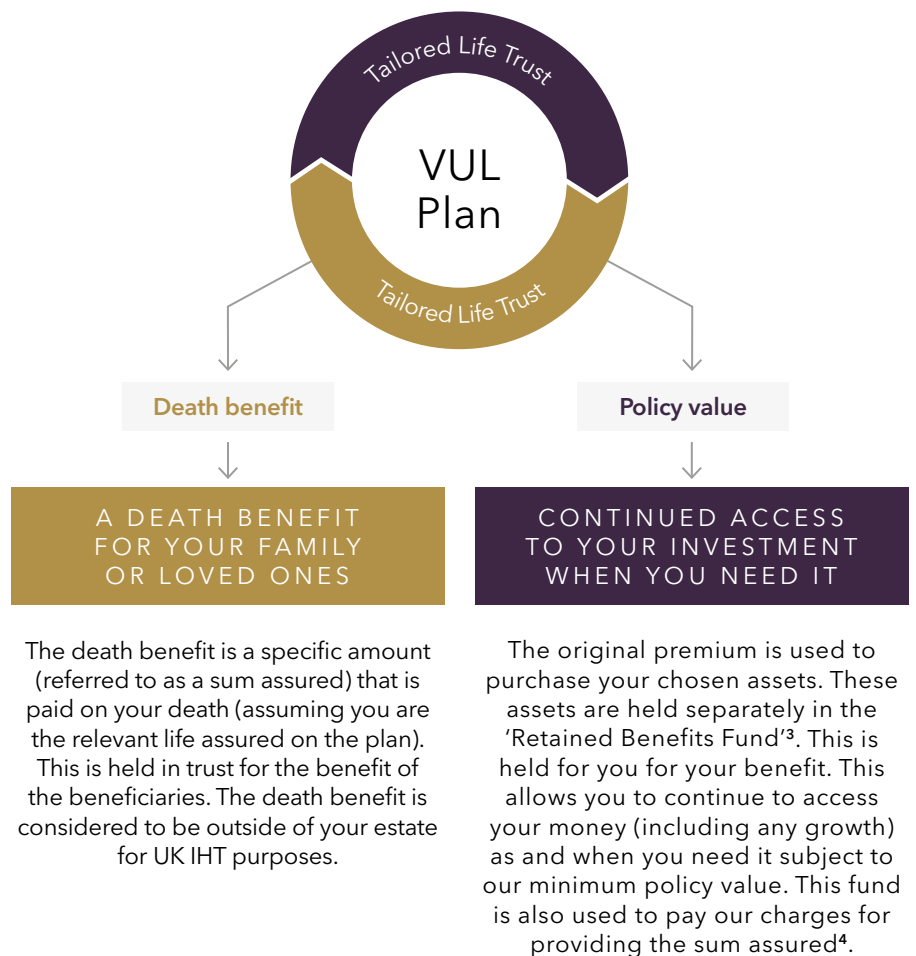 Tailored Life Trust
VUL
Plan
Tailored Life Trust
Death benefit
A DEATH BENEFIT
FOR YOUR FAMILY
OR LOVED ONES
The death benefit is a specific amount
(referred to as a sum assured) that is
paid on your death (assuming you are
the relevant life assured on the plan).
This is held in trust for the benefit of
the beneficiaries. The death benefit is
considered to be outside of your estate
for UK IHT purposes.
Policy value
CONTINUED ACCESS
TO YOUR INVESTMENT
WHEN YOU NEED IT
The original premium is used to
purchase your chosen assets. These
assets are held separately in the
‘Retained Benefits Fund’³. This is
held for you for your benefit. This
allows you to continue to access
your money (including any growth)
as and when you need it subject to
our minimum policy value. This fund
is also used to pay our charges for
providing the sum assured⁴.